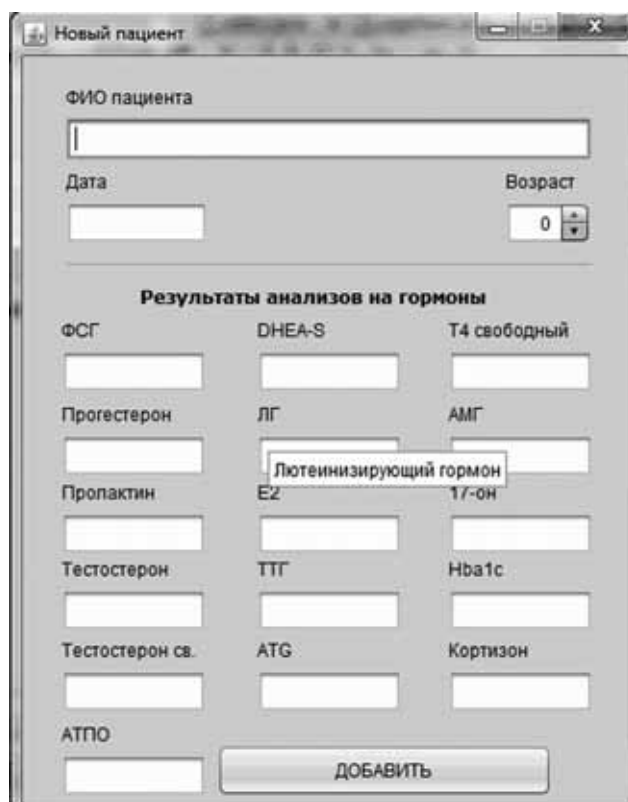 Новый пациент
ФИО пациента
Дата Возраст
0
Результаты анализов на гормоны
ФСГ DHEA-S Т4 свободный
Прогестерон ЛГ АМГ
Лютеинизирующий гормон
Пролактин Е2 17-он
Тестостерон ТТГ Hba1c
Тестостерон св. ATG Кортизон
АТПО
ДОБАВИТЬ